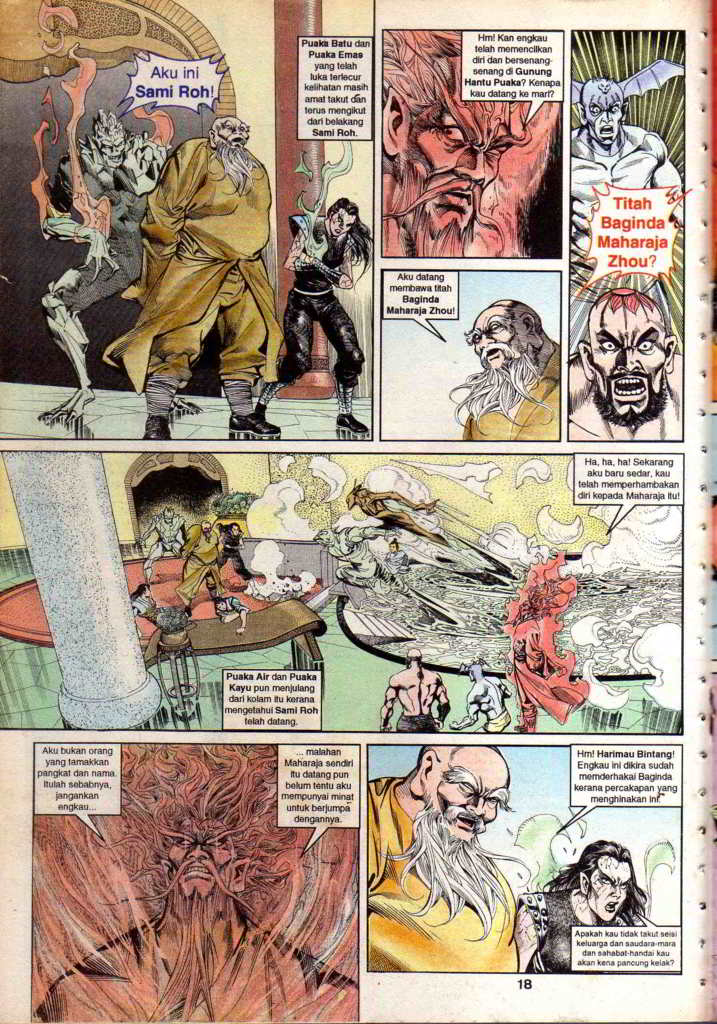 Aku ini
Sami Roh!
Puaka Batu dan
Puaka Emas
yang telah
luka terlecur
kelihatan masih
amat takut dan
terus mengikut
dari belakang
Sami Roh.
Hm! Kan engkau
telah memencilkan
diri dan bersenang-
senang di Gunung
Hantu Puaka? Kenapa
kau datang ke mari?
Aku datang
membawa titah
Baginda
Maharaja Zhou!
Titah
Baginda
Maharaja
Zhou?
Ha, ha, ha! Sekarang
aku baru sedar, kau
telah memperhambakan
diri kepada Maharaja itu!
Puaka Air dan Puaka
Kayu pun menjulang
dari kolam itu kerana
mengetahui Sami Roh
telah datang.
Aku bukan orang
yang tamakkan
pangkat dan nama.
Itulah sebabnya,
jangankan
engkau...
... malahan
Maharaja sendiri
itu datang pun
belum tentu aku
mempunyai minat
untuk berjumpa
dengannya.
Hm! Harimau Bintang!
Engkau ini dikira sudah
memderhakai Baginda
kerana percakapan yang
menghinakan ini.
Apakah kau tidak takut seisi
keluarga dan saudara-mara
dan sahabat-handai kau
akan kena pancung kelak?
18